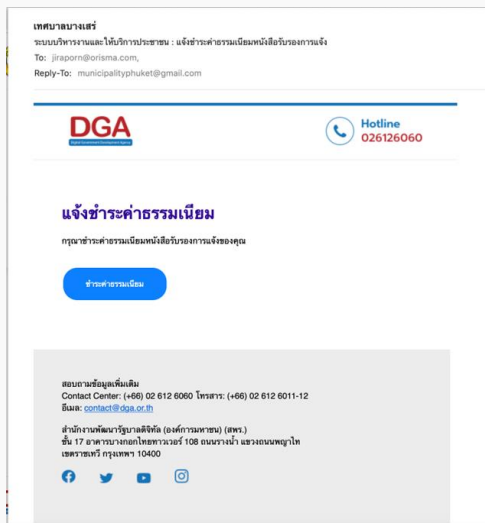 เทศบาลบางเสร่
ระบบบริหารงานและให้บริการประชาชน : แจ้งชำระค่าธรรมเนียมหนังสือรับรองการแจ้ง
To: jiraporn@orisma.com,
Reply-To: municipalityphuket@gmail.com
DGA
Digital Government Development Agency
Hotline
026126060
แจ้งชำระค่าธรรมเนียม
กรุณาชำระค่าธรรมเนียมหนังสือรับรองการแจ้งของคุณ
ชำระค่าธรรมเนียม
สอบถามข้อมูลเพิ่มเติม
Contact Center: (+66) 02 612 6060 โทรสาร: (+66) 02 612 6011-12
อีเมล: contact@dga.or.th
สำนักงานพัฒนารัฐบาลดิจิทัล (องค์การมหาชน) (สพร.)
ชั้น 17 อาคารบางกอกไทยทาวเวอร์ 108 ถนนรางน้ำ แขวงถนนพญาไท
เขตราชเทวี กรุงเทพฯ 10400